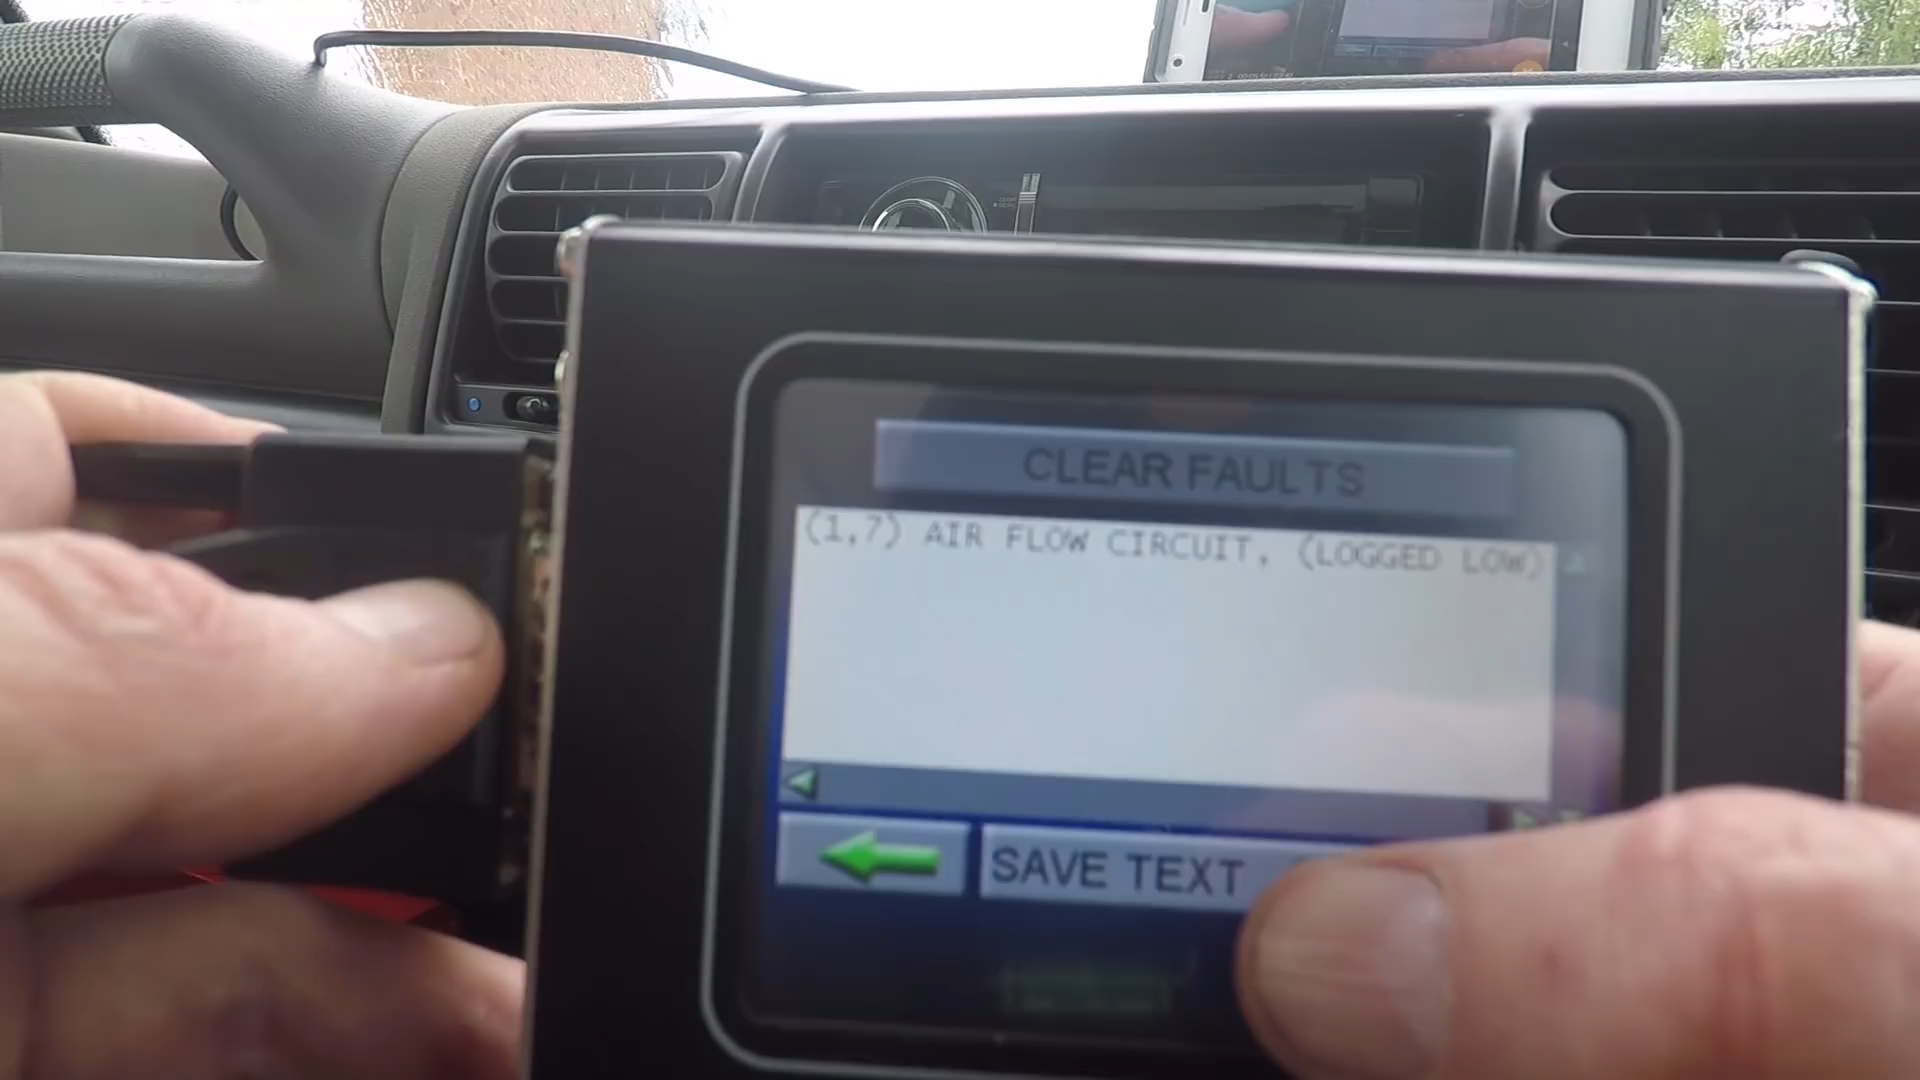 CLEAR FAULTS
(1,7) AIR FLOW CIRCUIT, (LOGGED LOW)
SAVE TEXT